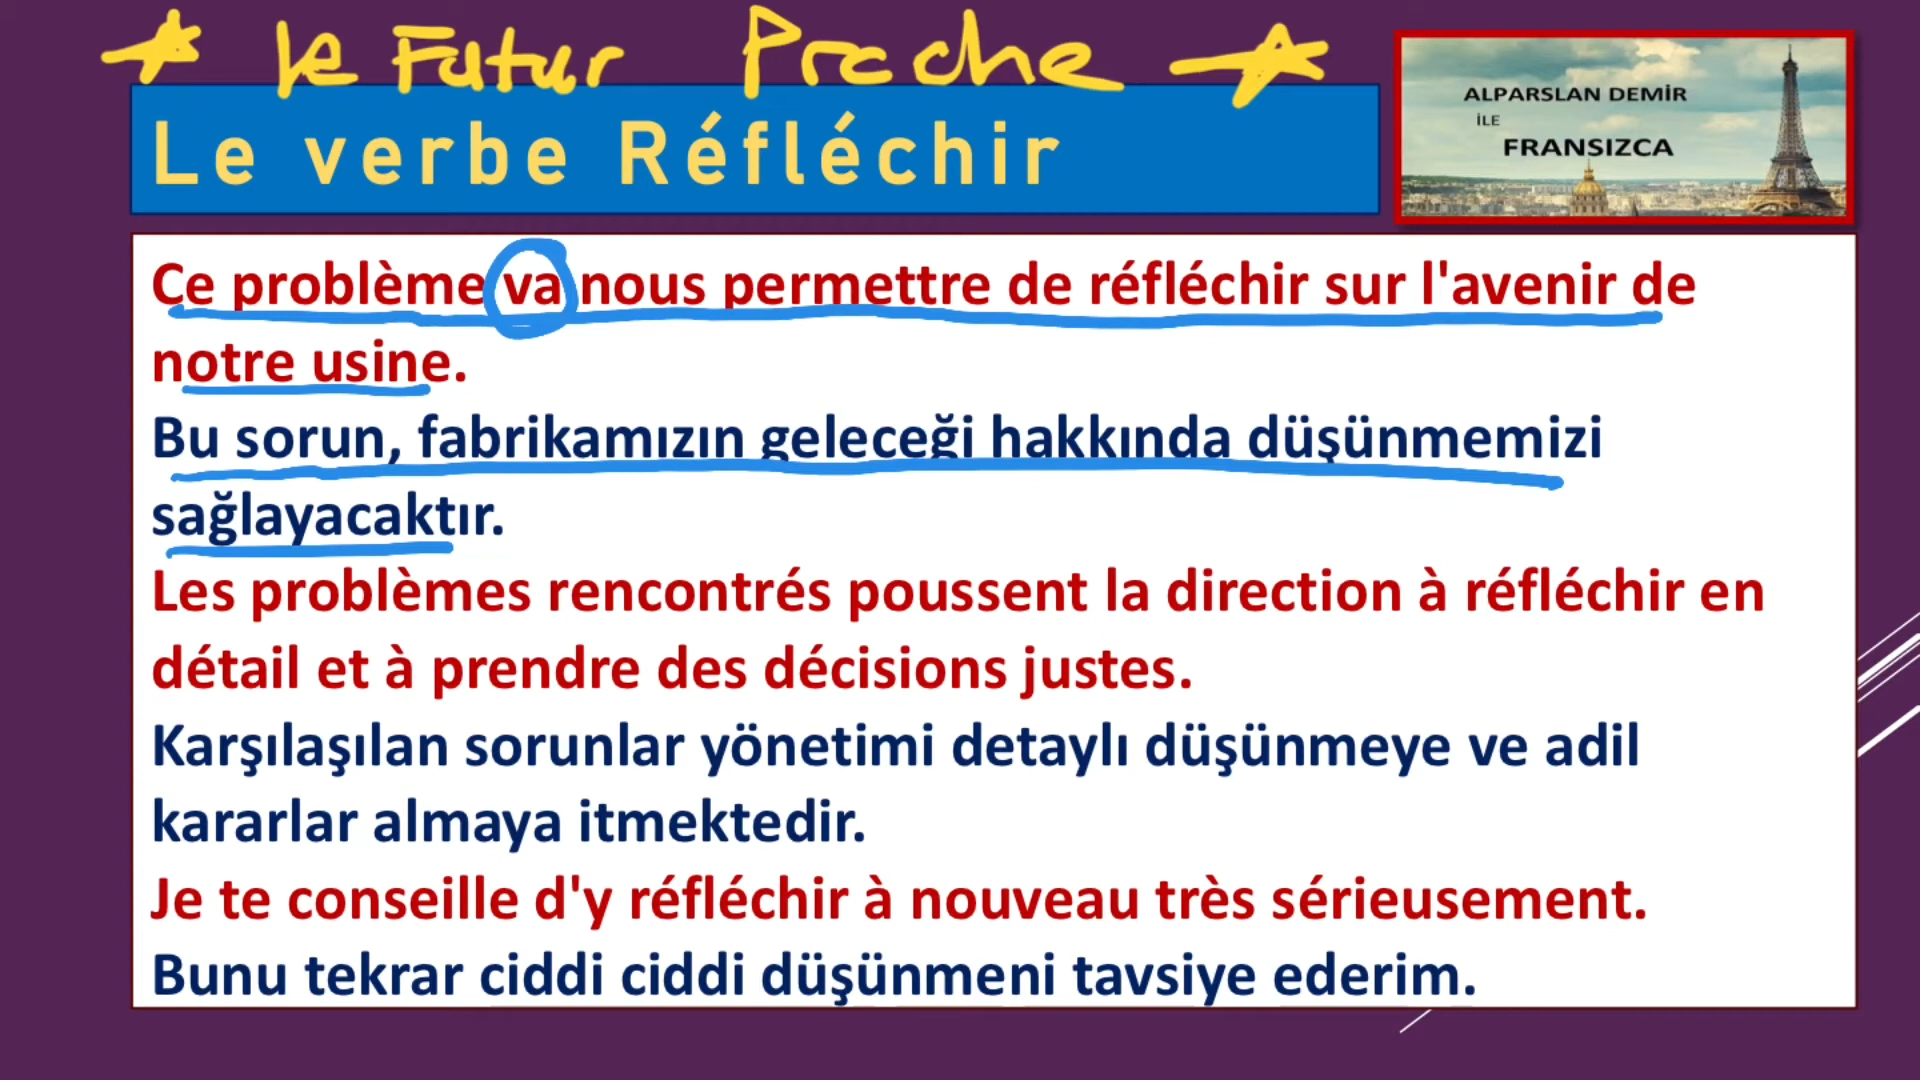 le Futur Proche
Le verbe Réfléchir
ALPARSLAN DEMİR
İLE
FRANSIZCA
Ce problème va nous permettre de réfléchir sur l'avenir de
notre usine.
Bu sorun, fabrikamızın geleceği hakkında düşünmemizi
sağlayacaktır.
Les problèmes rencontrés poussent la direction à réfléchir en
détail et à prendre des décisions justes.
Karşılaşılan sorunlar yönetimi detaylı düşünmeye ve adil
kararlar almaya itmektedir.
Je te conseille d'y réfléchir à nouveau très sérieusement.
Bunu tekrar ciddi ciddi düşünmeni tavsiye ederim.